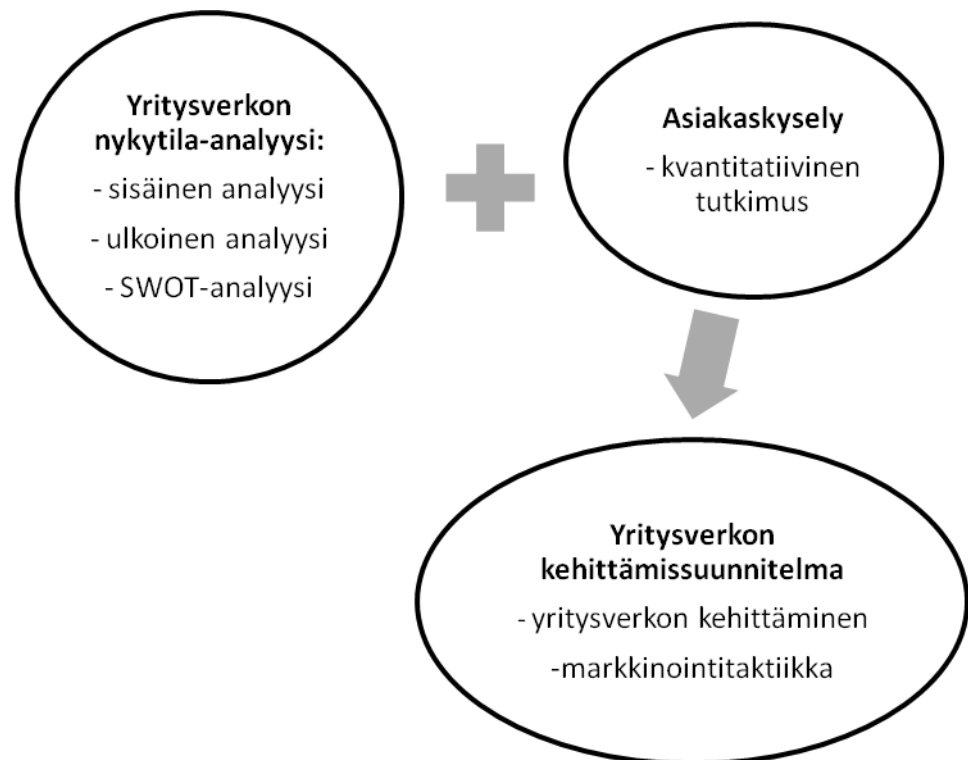 Yritysverkon
nykytila-analyysi:
- sisäinen analyysi
- ulkoinen analyysi
- SWOT-analyysi
Asiakaskysely
- kvantitatiivinen
tutkimus
Yritysverkon
kehittämissuunnitelma
- yritysverkon kehittäminen
-markkinointitaktiikka